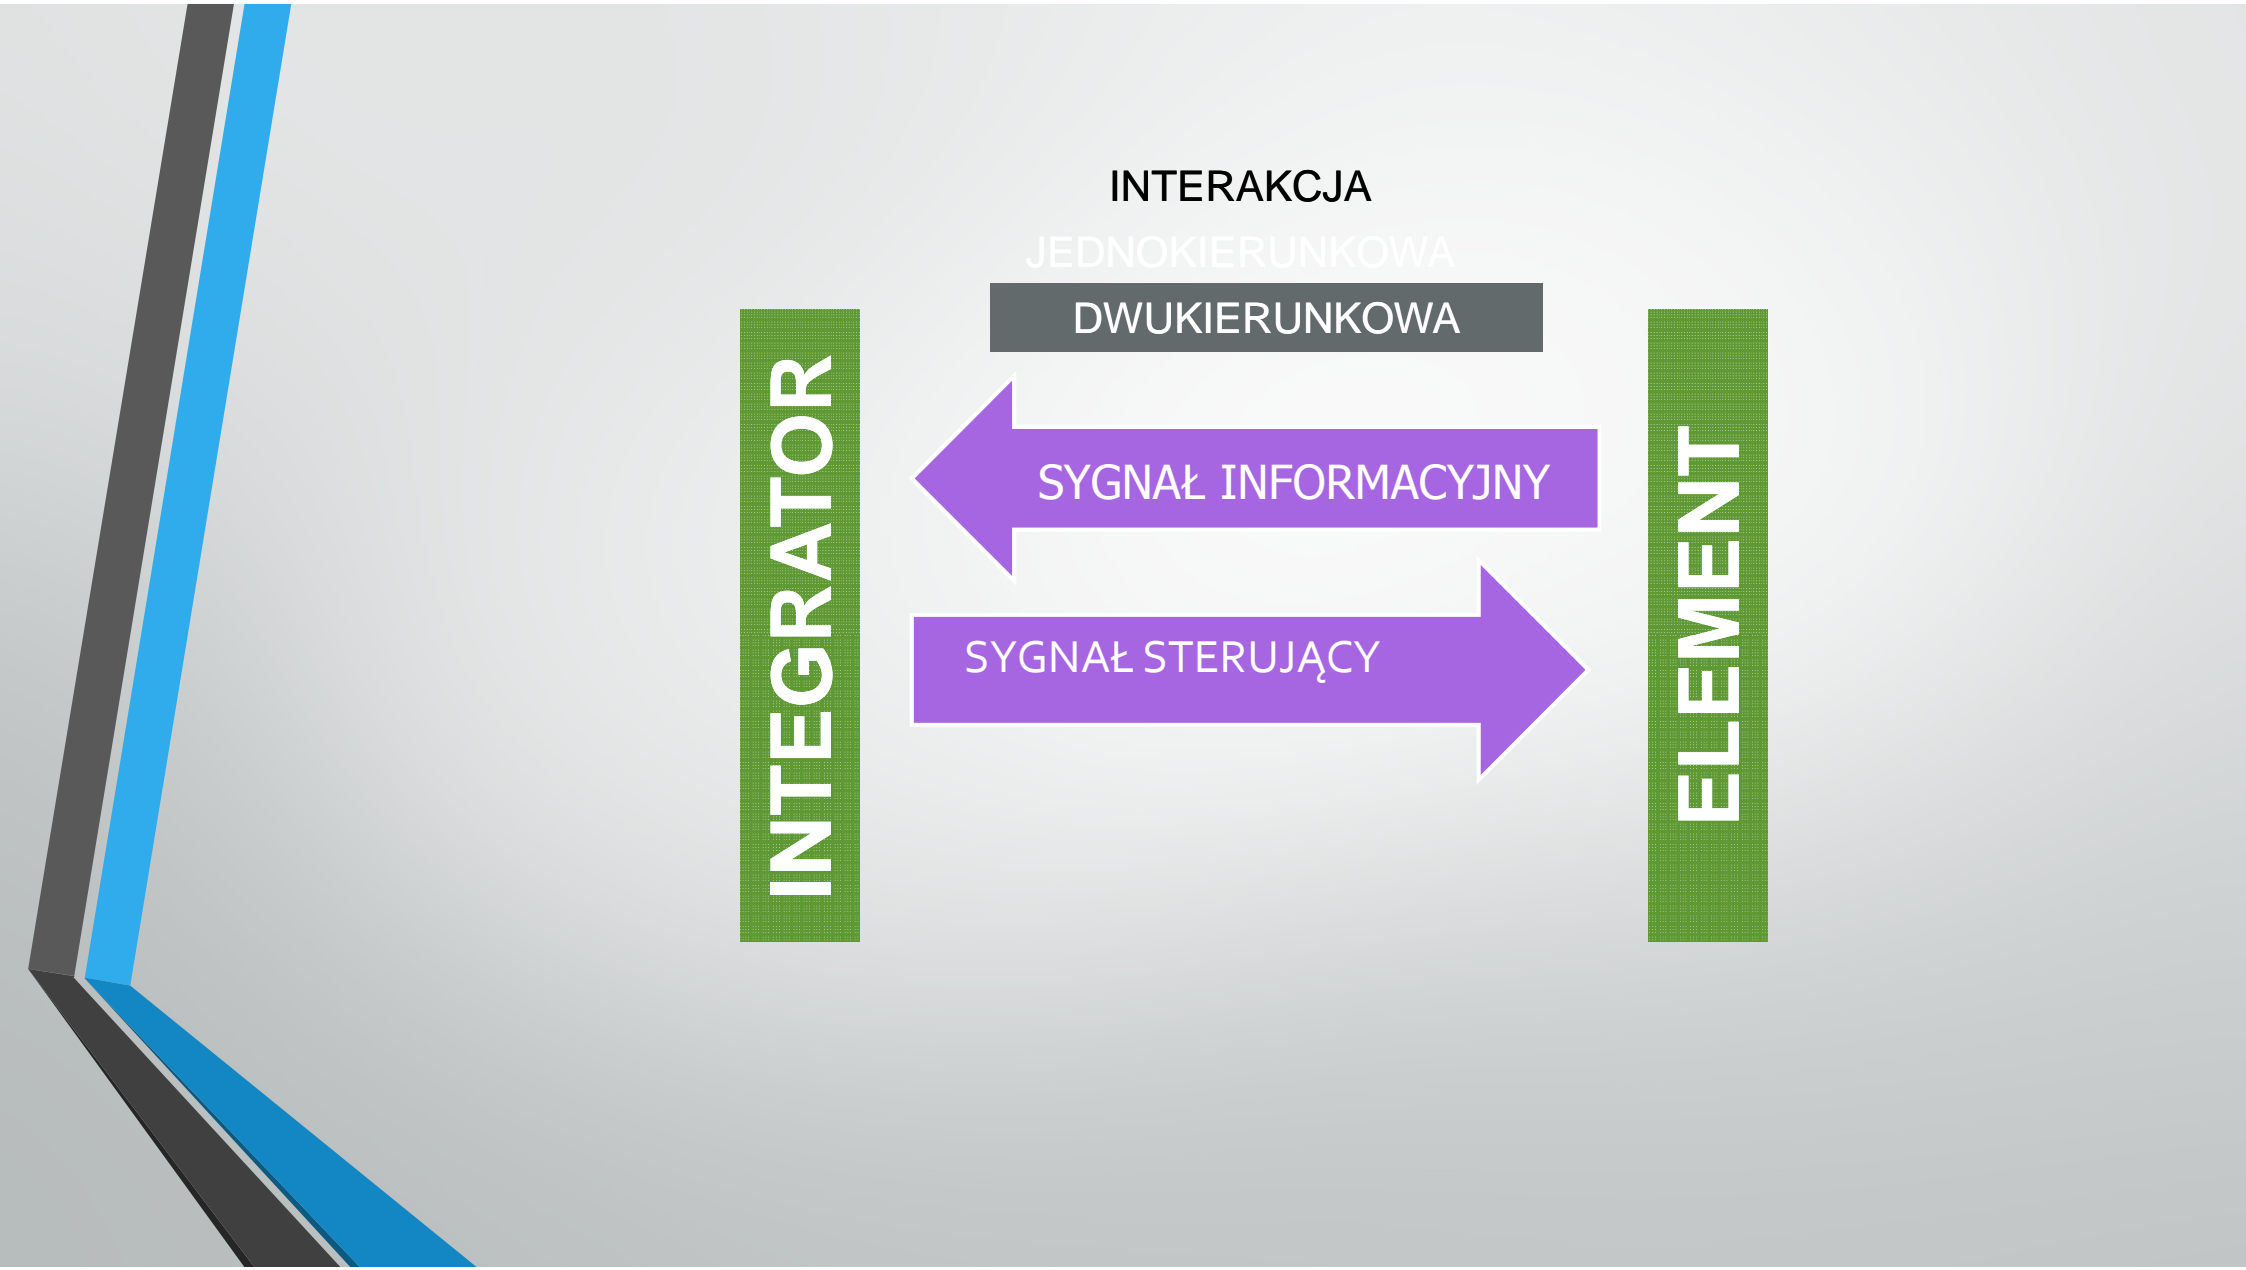 INTERAKCJA
JEDNOKIERUNKOWA
DWUKIERUNKOWA
INTEGRATOR
SYGNAŁ INFORMACYJNY
SYGNAŁ STERUJĄCY
ELEMENT